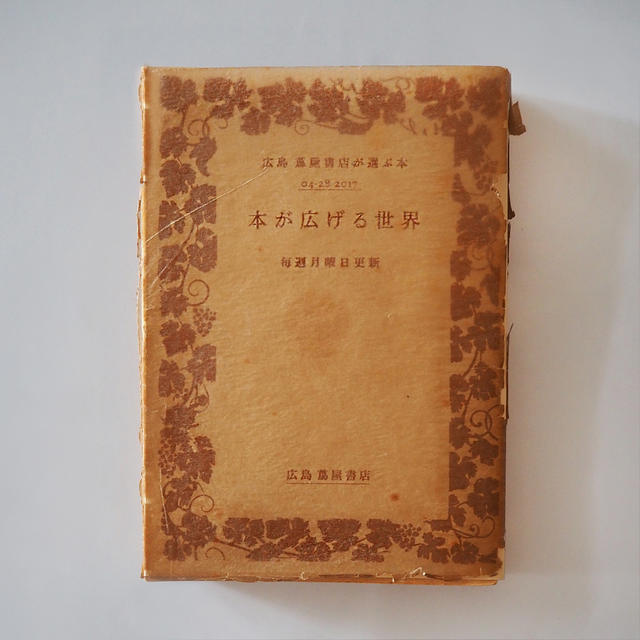 広島 蔦屋書店が選ぶ本
04-28 2017
本が広げる世界
毎週月曜日更新
広島 蔦屋書店